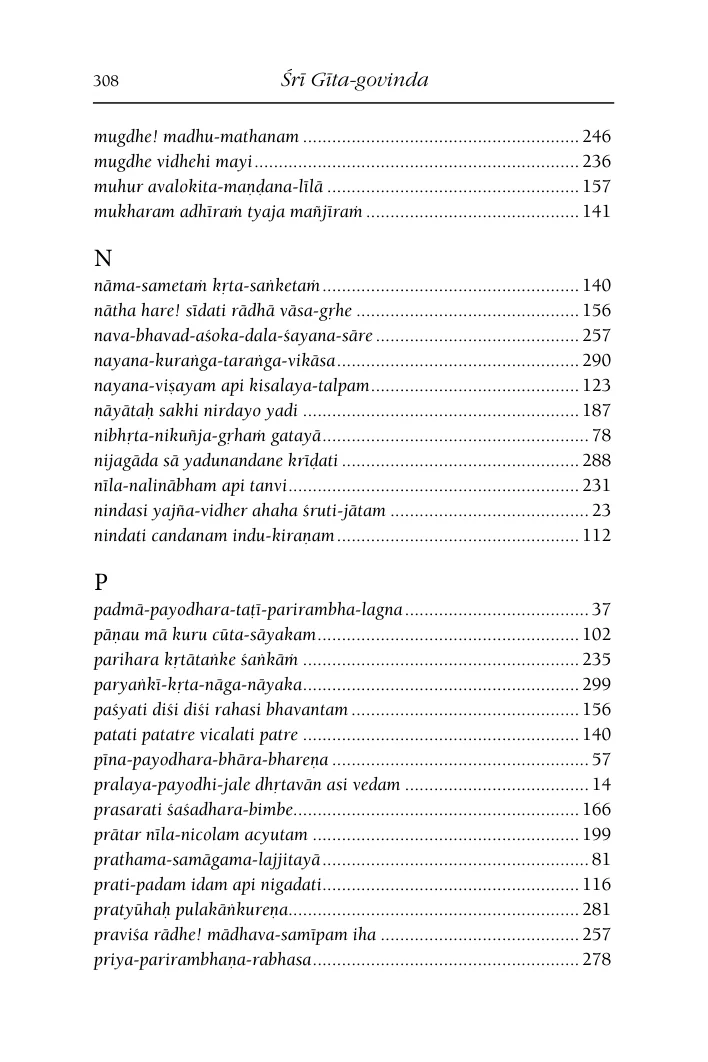 308 Śrī Gīta-govinda
mugdhe! madhu-mathanam ........................................................ 246
mugdhe vidhehi mayi .................................................................. 236
muhur avalokita-maṇḍana-līlā ................................................... 157
mukharam adhīraṁ tyaja mañjīraṁ ........................................... 141
N
nāma-sametaṁ kṛta-saṅketaṁ .................................................... 140
nātha hare! sīdati rādhā vāsa-gṛhe ............................................. 156
nava-bhavad-aśoka-dala-śayana-sāre ......................................... 257
nayana-kuraṅga-taraṅga-vikāsa ................................................. 290
nayana-viṣayam api kisalaya-talpam .......................................... 123
nāyātaḥ sakhi nirdayo yadi ........................................................ 187
nibhṛta-nikuñja-gṛhaṁ gatayā ...................................................... 78
nijagāda sā yadunandane krīḍati ................................................ 288
nīla-nalinābham api tanvi ........................................................... 231
nindasi yajña-vidher ahaha śruti-jātam ........................................ 23
nindati candanam indu-kiraṇam ................................................. 112
P
padmā-payodhara-taṭī-parirambha-lagna ..................................... 37
pāṇau mā kuru cūta-sāyakam ..................................................... 102
parihara kṛtātaṅke śaṅkāṁ ........................................................ 235
paryaṅkī-kṛta-nāga-nāyaka ........................................................ 299
paśyati diśi diśi rahasi bhavantam .............................................. 156
patati patatre vicalati patre ........................................................ 140
pīna-payodhara-bhāra-bhareṇa .................................................... 57
pralaya-payodhi-jale dhṛtavān asi vedam ..................................... 14
prasarati śaśadhara-bimbe .......................................................... 166
prātar nīla-nicolam acyutam ...................................................... 199
prathama-samāgama-lajjitayā ...................................................... 81
prati-padam idam api nigadati .................................................... 116
pratyūhaḥ pulakāṅkureṇa ........................................................... 281
praviśa rādhe! mādhava-samīpam iha ........................................ 257
priya-parirambhaṇa-rabhasa ...................................................... 278